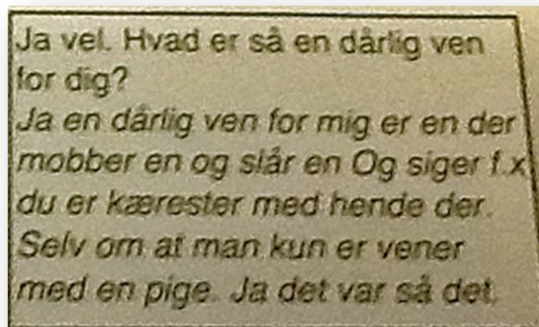 Ja vel. Hvad er så en dårlig ven
for dig?
Ja en dårlig ven for mig er en der
mobber en og slår en Og siger f.x
du er kærester med hende der.
Selv om at man kun er vener
med en pige. Ja det var så det.